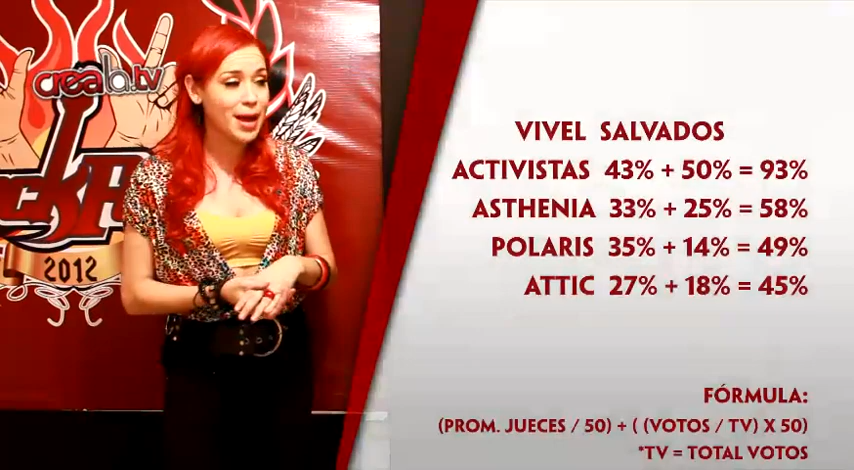 creala.tv
2012
VIVEL SALVADOS
ACTIVISTAS 43% + 50% = 93%
ASTHENIA 33% + 25% = 58%
POLARIS 35% + 14% = 49%
ATTIC 27% + 18% = 45%
FÓRMULA:
(PROM. JUECES / 50) + ( (VOTOS / TV) X 50)
*TV = TOTAL VOTOS